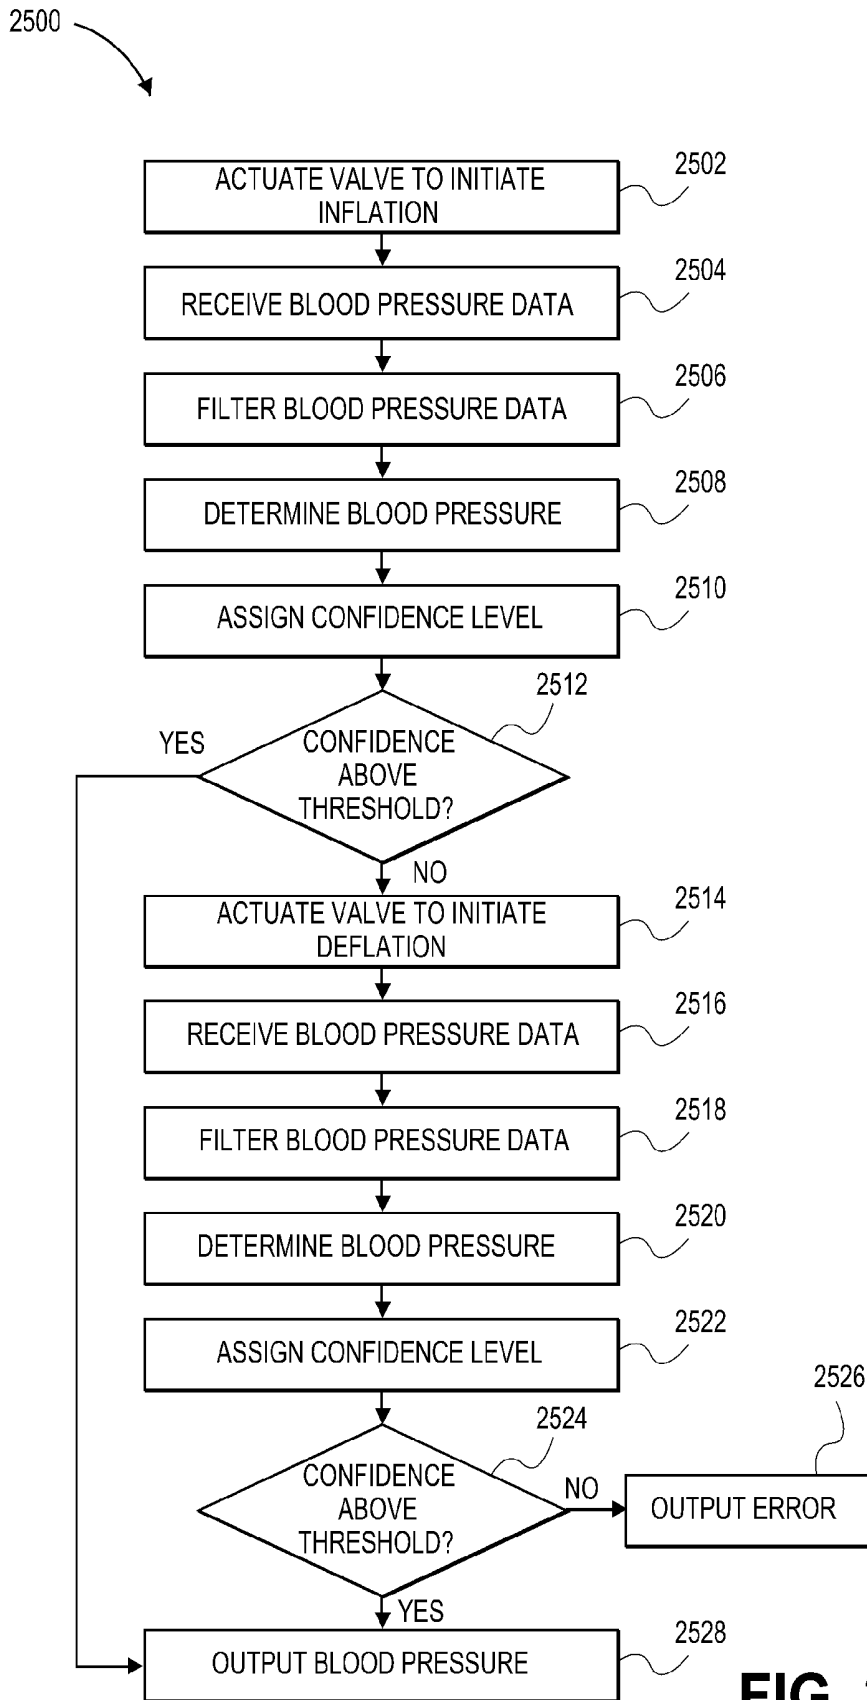 2500
ACTUATE VALVE TO INITIATE
INFLATION
2502
RECEIVE BLOOD PRESSURE DATA
2504
FILTER BLOOD PRESSURE DATA
2506
DETERMINE BLOOD PRESSURE
2508
ASSIGN CONFIDENCE LEVEL
2510
2512
YES
CONFIDENCE
ABOVE
THRESHOLD?
NO
ACTUATE VALVE TO INITIATE
DEFLATION
2514
RECEIVE BLOOD PRESSURE DATA
2516
FILTER BLOOD PRESSURE DATA
2518
DETERMINE BLOOD PRESSURE
2520
ASSIGN CONFIDENCE LEVEL
2522
2524
CONFIDENCE
ABOVE
THRESHOLD?
NO
2526
OUTPUT ERROR
YES
OUTPUT BLOOD PRESSURE
2528
FIG.